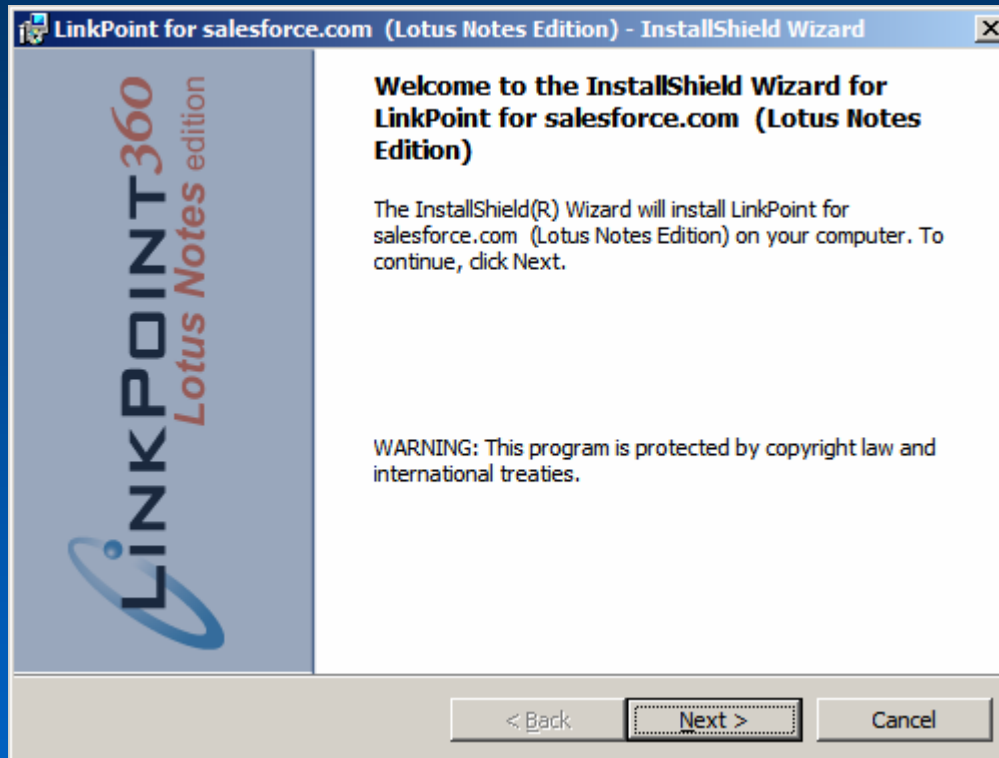 LinkPoint for salesforce.com  (Lotus Notes Edition) - InstallShield Wizard
LINKPOINT360
Lotus Notes edition
Welcome to the InstallShield Wizard for
LinkPoint for salesforce.com  (Lotus Notes
Edition)
The InstallShield(R) Wizard will install LinkPoint for
salesforce.com  (Lotus Notes Edition) on your computer. To
continue, click Next.
WARNING: This program is protected by copyright law and
international treaties.
< Back
Next >
Cancel